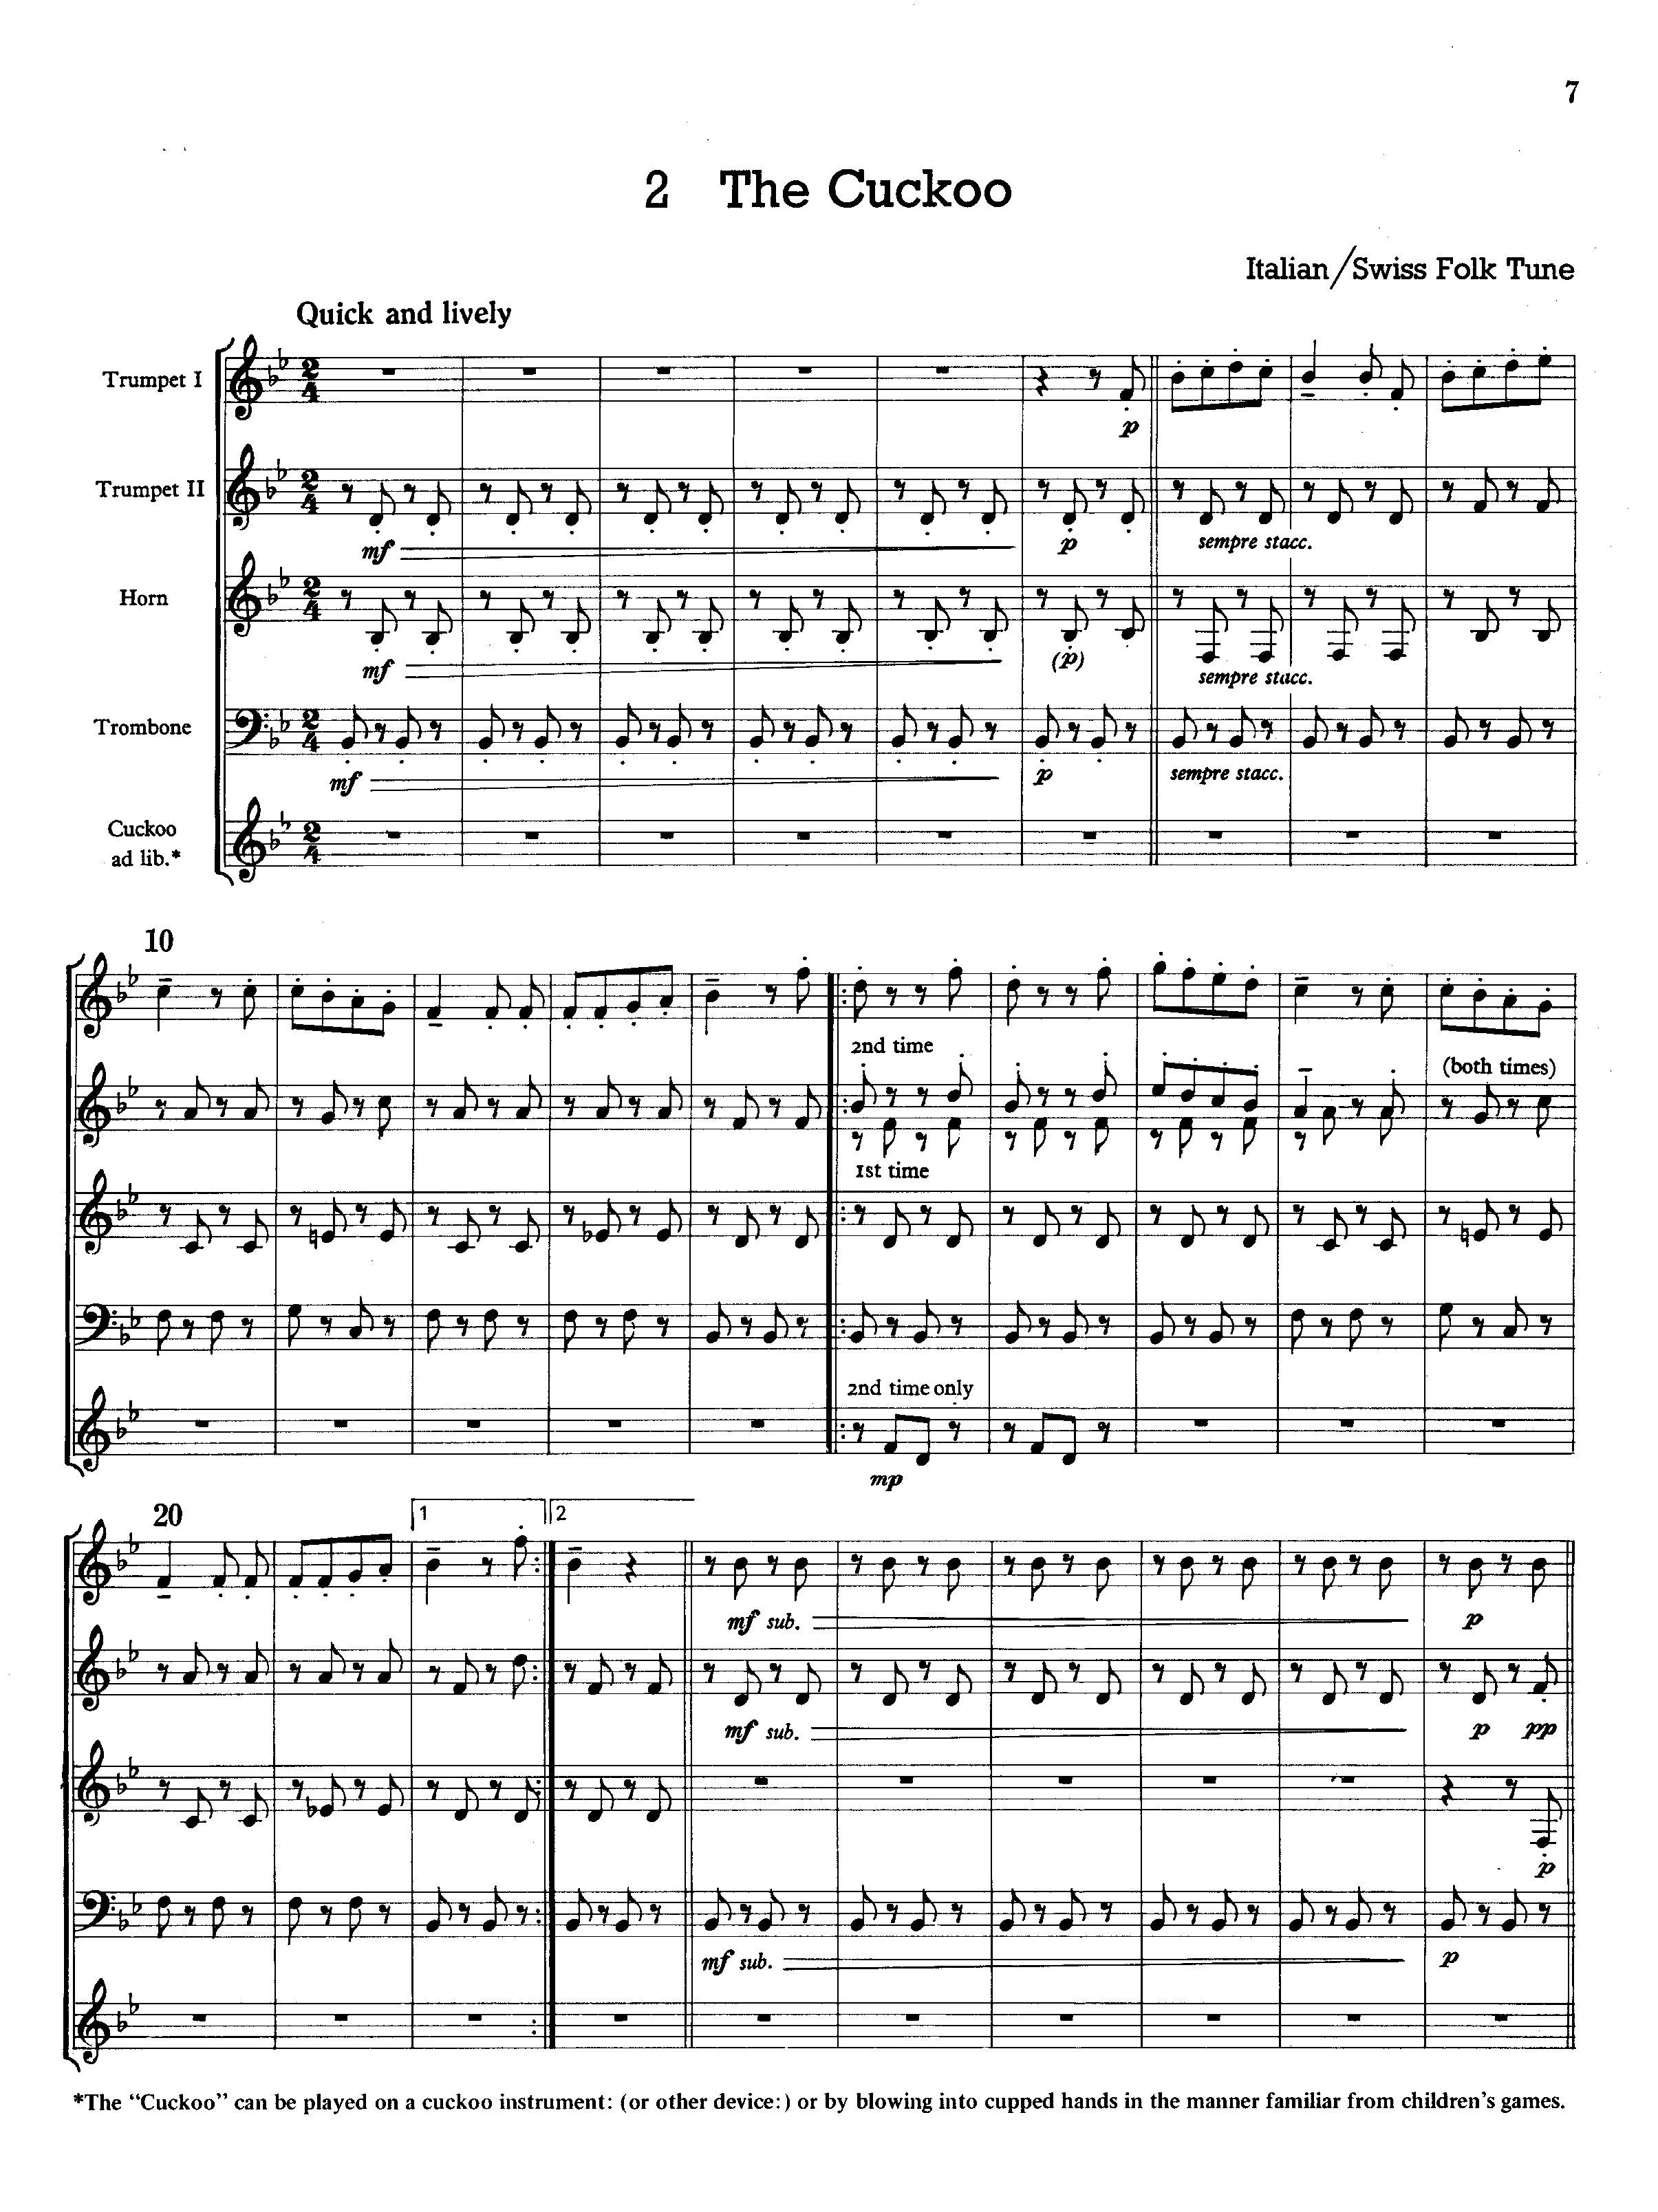 7
2 The Cuckoo
Italian/Swiss Folk Tune
Quick and lively
Trumpet I
p
Trumpet II
mf
p
sempre stacc.
Horn
mf
(p)
sempre stacc.
Trombone
mf
p
sempre stacc.
Cuckoo
ad lib.*
10
2nd time
(both times)
1st time
2nd time only
mp
20
1
2
mf sub.
p
mf sub.
p
pp
p
mf sub.
p
*The “Cuckoo” can be played on a cuckoo instrument: (or other device:) or by blowing into cupped hands in the manner familiar from children’s games.